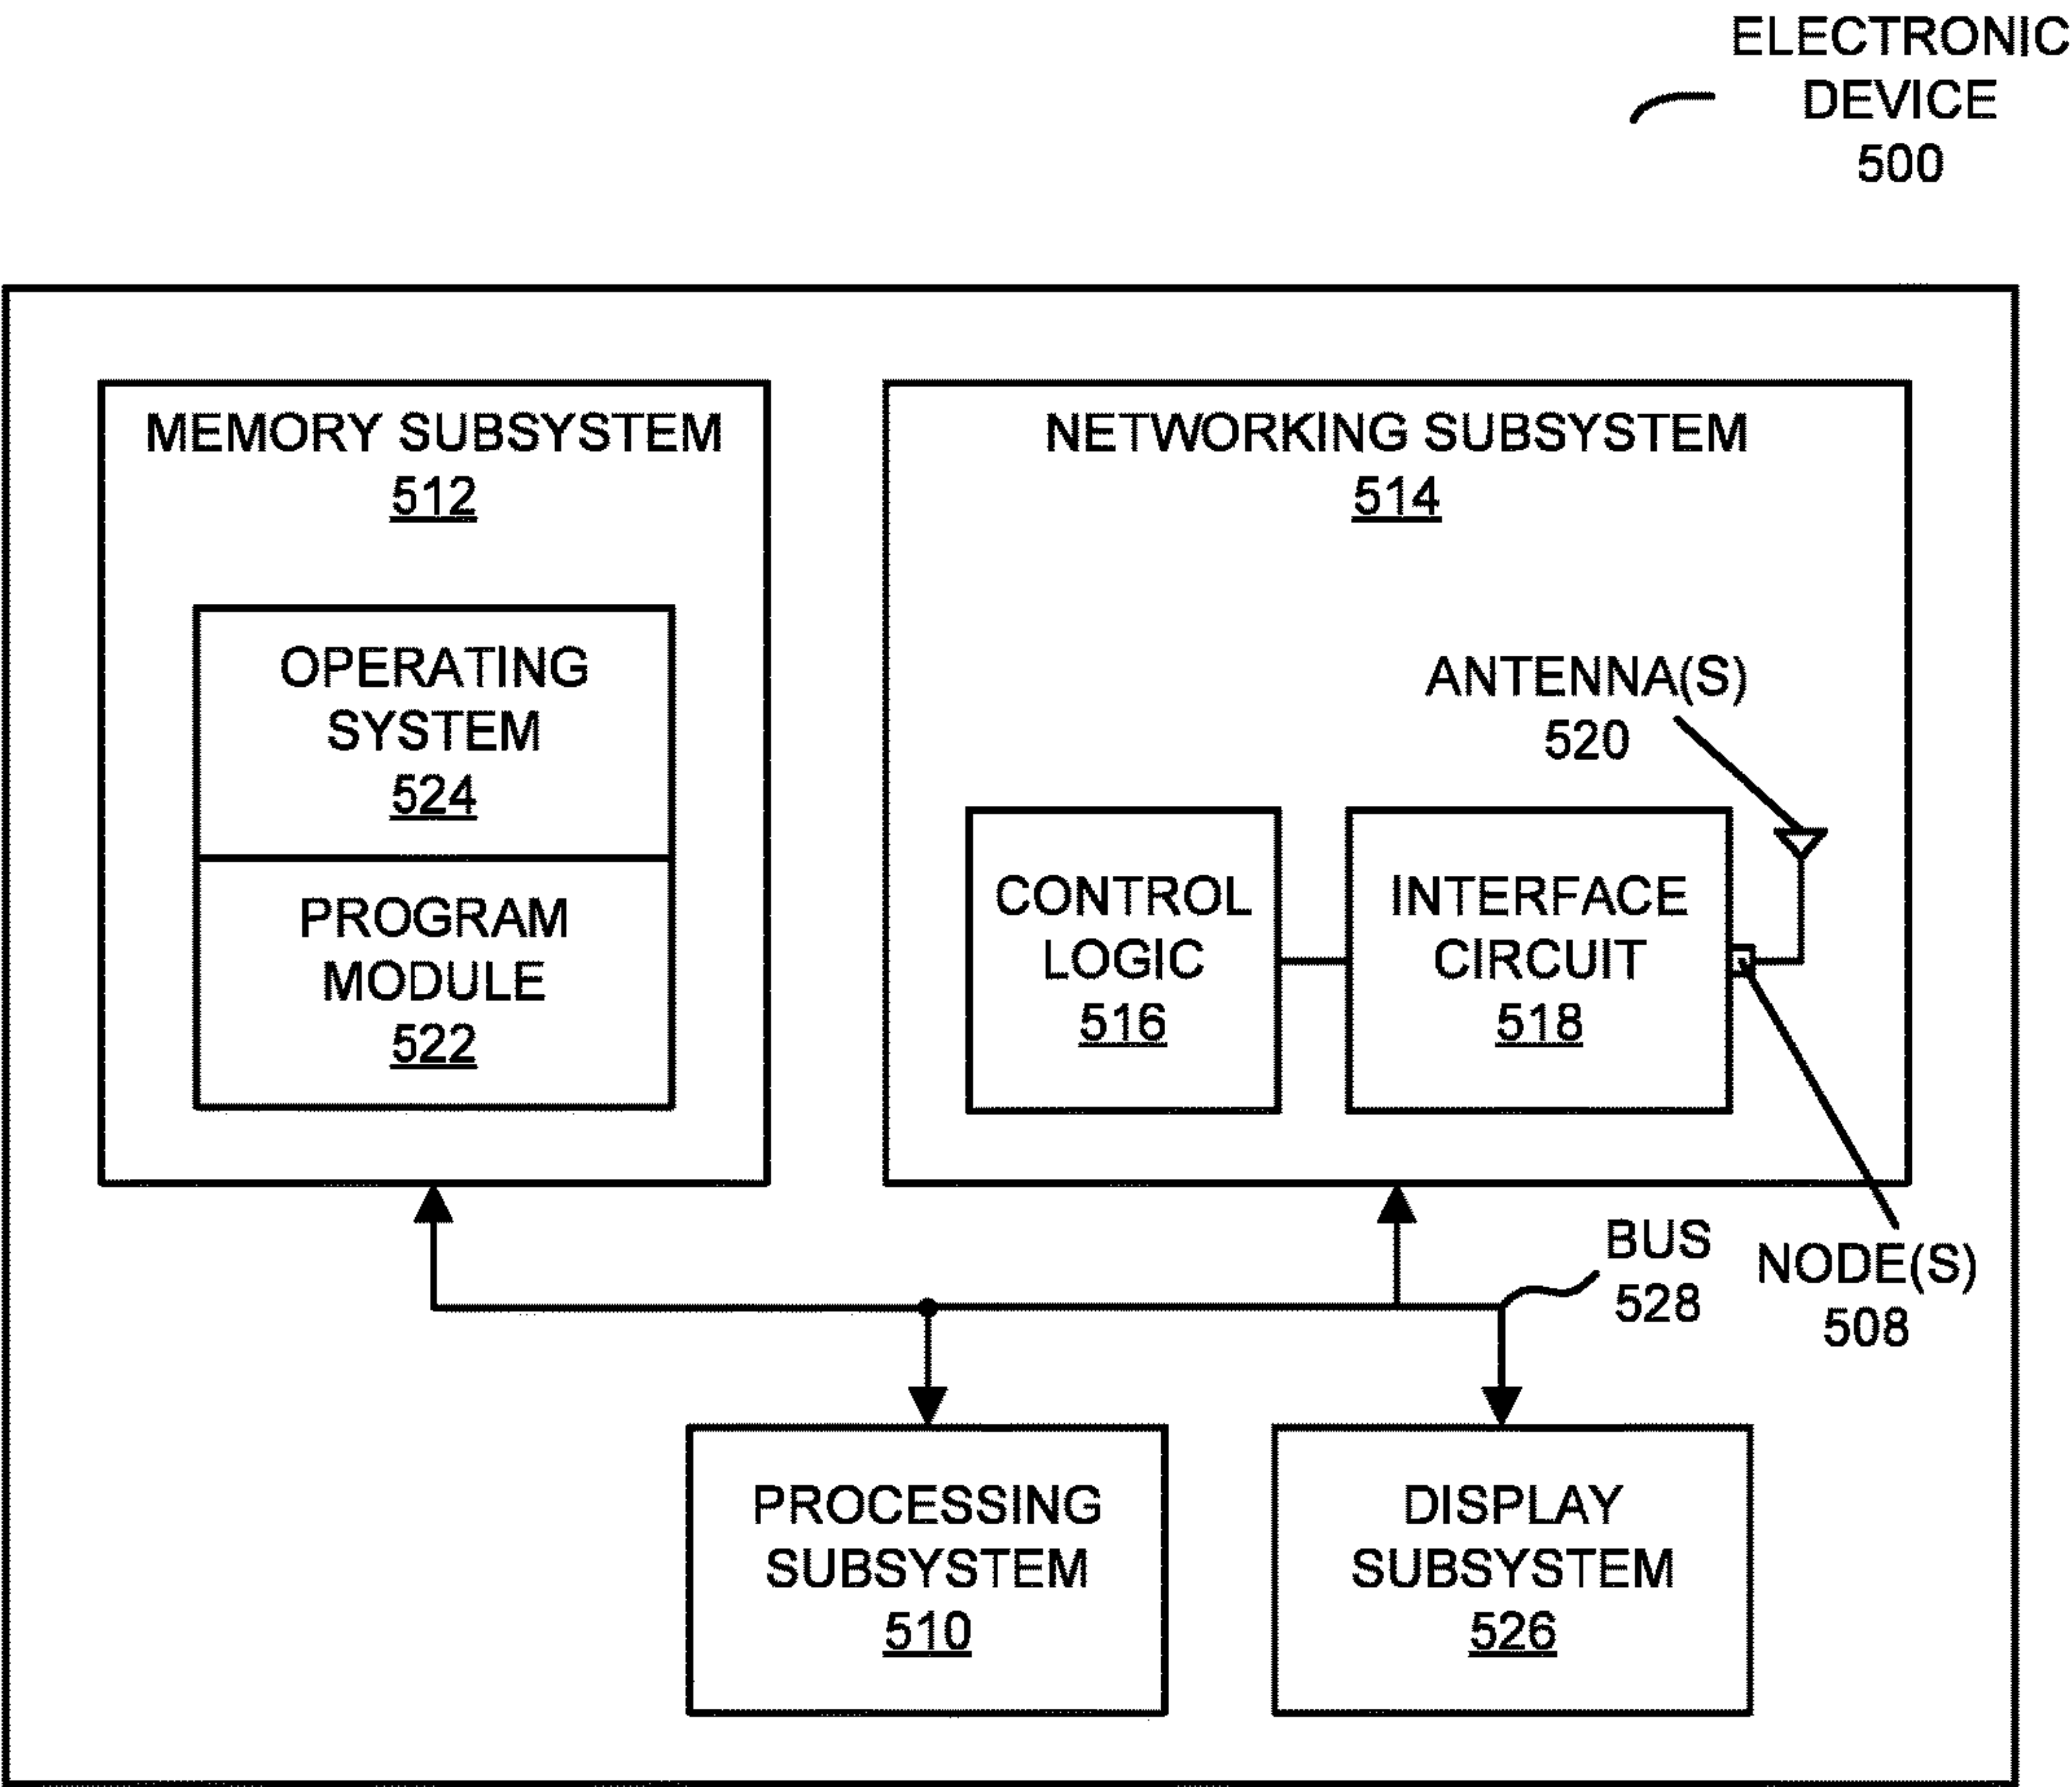 ELECTRONIC
DEVICE
500
MEMORY SUBSYSTEM
512
OPERATING
SYSTEM
524
PROGRAM
MODULE
522
NETWORKING SUBSYSTEM
514
ANTENNA(S)
520
CONTROL
LOGIC
516
INTERFACE
CIRCUIT
518
BUS
528
NODE(S)
508
PROCESSING
SUBSYSTEM
510
DISPLAY
SUBSYSTEM
526